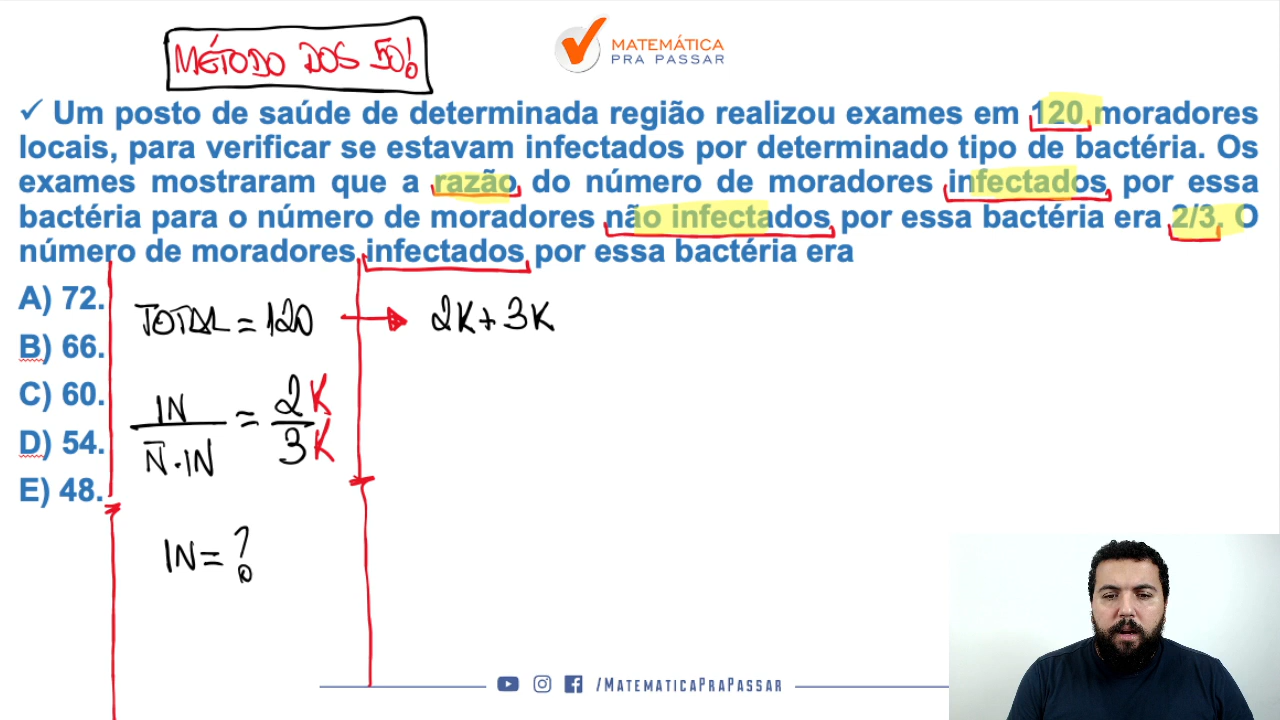 MÉTODO DOS 50!
MATEMÁTICA
PRA PASSAR
✓ Um posto de saúde de determinada região realizou exames em 120 moradores
locais, para verificar se estavam infectados por determinado tipo de bactéria. Os
exames mostraram que a razão do número de moradores infectados por essa
bactéria para o número de moradores não infectados por essa bactéria era 2/3. O
número de moradores infectados por essa bactéria era
A) 72.
B) 66.
C) 60.
D) 54.
E) 48.
TOTAL = 120 → 2K + 3K
IN / N·IN = 2K / 3K
IN = ?
/MATEMATICAPRAPASSAR